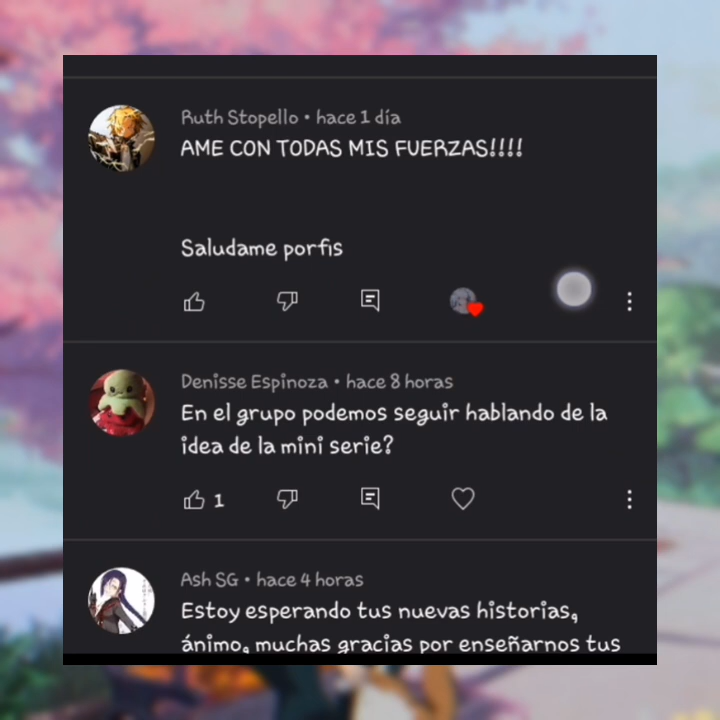 Ruth Stopello • hace 1 día
AME CON TODAS MIS FUERZAS!!!!
Saludame porfis
Denisse Espinoza • hace 8 horas
En el grupo podemos seguir hablando de la
idea de la mini serie?
1
Ash SG • hace 4 horas
Estoy esperando tus nuevas historias,
ánimo, muchas gracias por enseñarnos tus